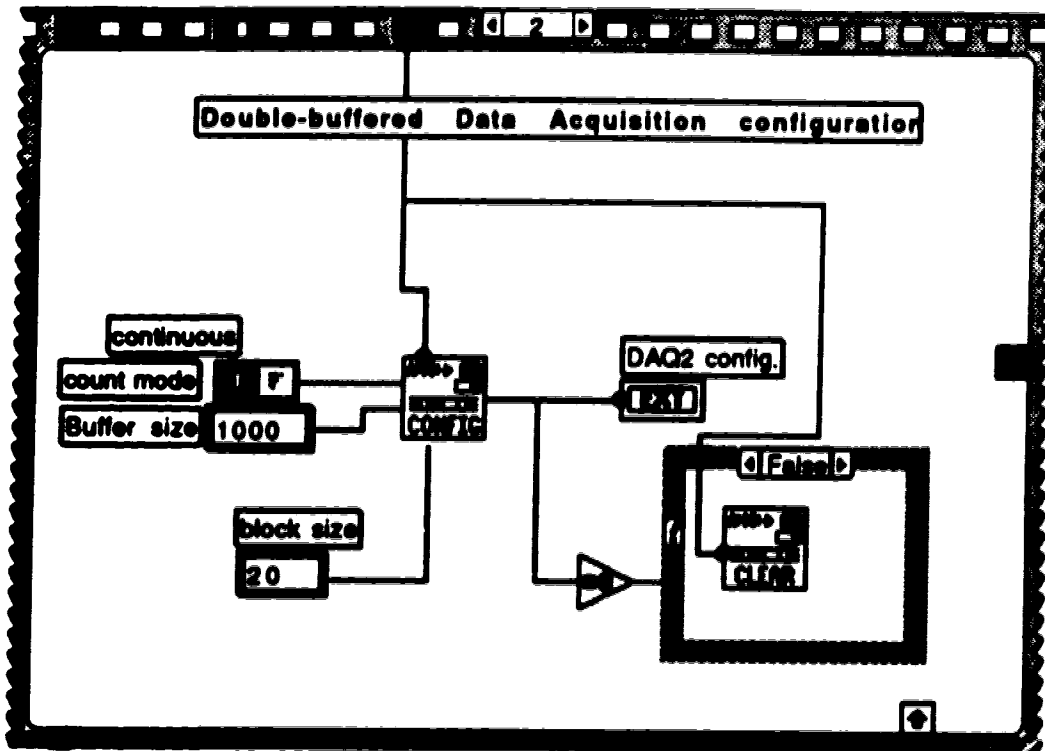 2
Double-buffered Data Acquisition configuration
continuous
count mode
F
Buffer size
1000
CONFIG
DAQ2 config.
block size
20
False
?
CLEAR